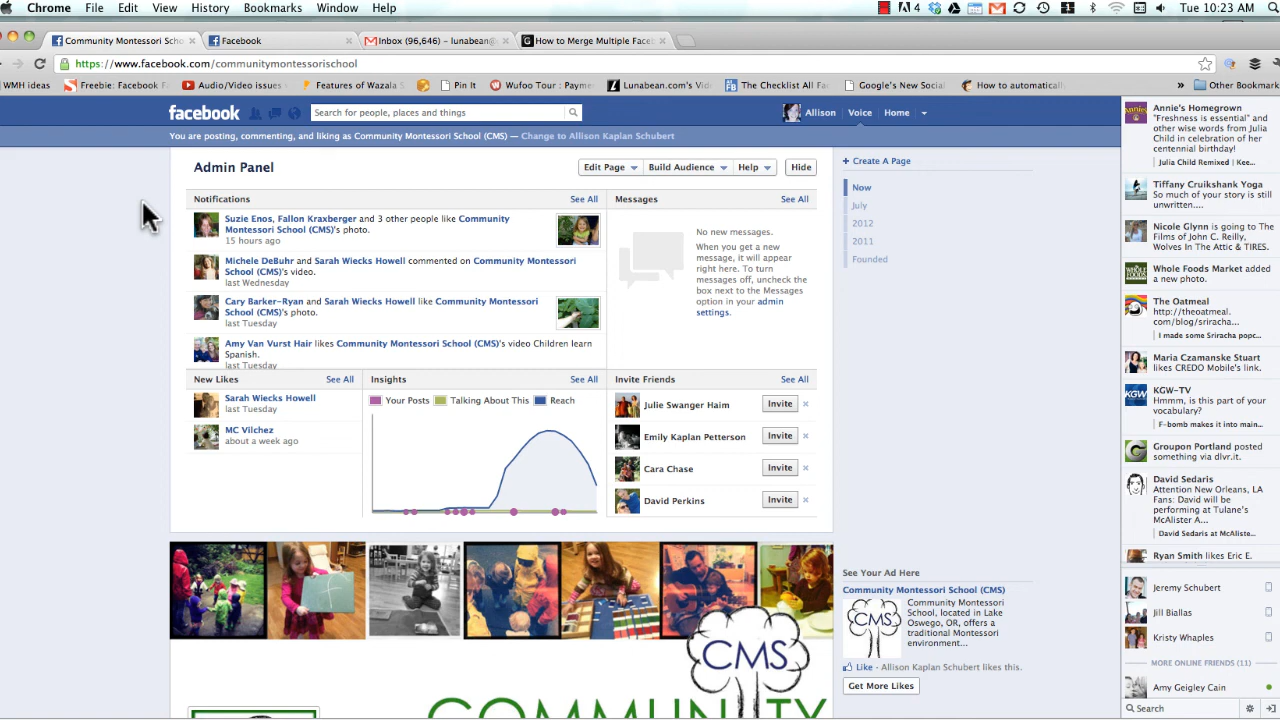 Chrome File Edit View History Bookmarks Window Help
4 1 Tue 10:23 AM
Community Montessori Scho
Facebook
Inbox (96,646) – lunabean@
How to Merge Multiple Faceb
https://www.facebook.com/communitymontessorischool
WMH ideas
Freebie: Facebook F
Audio/Video issues
Features of Wazala S
Pin It
Wufoo Tour : Payme
Lunabean.com's Vid
The Checklist All Fa
Google's New Social
How to automatically
»
Other Bookmark
facebook
Search for people, places and things
Allison Voice Home
You are posting, commenting, and liking as Community Montessori School (CMS) — Change to Allison Kaplan Schubert
Admin Panel
Edit Page Build Audience Help Hide
Notifications See All
Suzie Enos, Fallon Kraxberger and 3 other people like Community
Montessori School (CMS)'s photo.
15 hours ago
Michele DeBuhr and Sarah Wiecks Howell commented on Community Montessori
School (CMS)'s video.
last Wednesday
Cary Barker-Ryan and Sarah Wiecks Howell like Community Montessori
School (CMS)'s photo.
last Tuesday
Amy Van Vurst Hair likes Community Montessori School (CMS)'s video Children learn
Spanish.
last Tuesday
Messages See All
No new messages.
When you get a new
message, it will appear
right here. To turn
messages off, uncheck the
box next to the Messages
option in your admin
settings.
New Likes See All
Sarah Wiecks Howell
last Tuesday
MC Vilchez
about a week ago
Insights See All
Your Posts Talking About This Reach
Invite Friends See All
Julie Swanger Haim Invite ×
Emily Kaplan Petterson Invite ×
Cara Chase Invite ×
David Perkins Invite ×
CMS
COMMUNITY
+ Create A Page
Now
July
2012
2011
Founded
See Your Ad Here
Community Montessori School (CMS)
CMS
Community Montessori
School, located in Lake
Oswego, OR, offers a
traditional Montessori
environment...
Like · Allison Kaplan Schubert likes this.
Get More Likes
Annie's Homegrown
"Freshness is essential" and
other wise words from Julia
Child in celebration of her
centennial birthday!
Julia Child Remixed | Kee...
Tiffany Cruikshank Yoga
So much of your story is still
unwritten....
Nicole Glynn is going to The
Films of John C. Reilly,
Wolves In The Attic & TIRES.
Whole Foods Market added
a new photo.
The Oatmeal
http://theoatmeal.
com/blog/sriracha...
I made some Sriracha popc...
Maria Czamanske Stuart
likes CREDO Mobile's link.
KGW-TV
Hmmm, is this part of your
vocabulary?
F-bomb makes it into main...
Groupon Portland posted
something via dlvr.it.
David Sedaris
Attention New Orleans, LA
Fans: David will be
performing at Tulane's
McAlister A...
David Sedaris at McAliste...
Ryan Smith likes Eric E.
Jeremy Schubert
Jill Biallas
Kristy Whaples
MORE ONLINE FRIENDS (11)
Amy Geigley Cain
Search